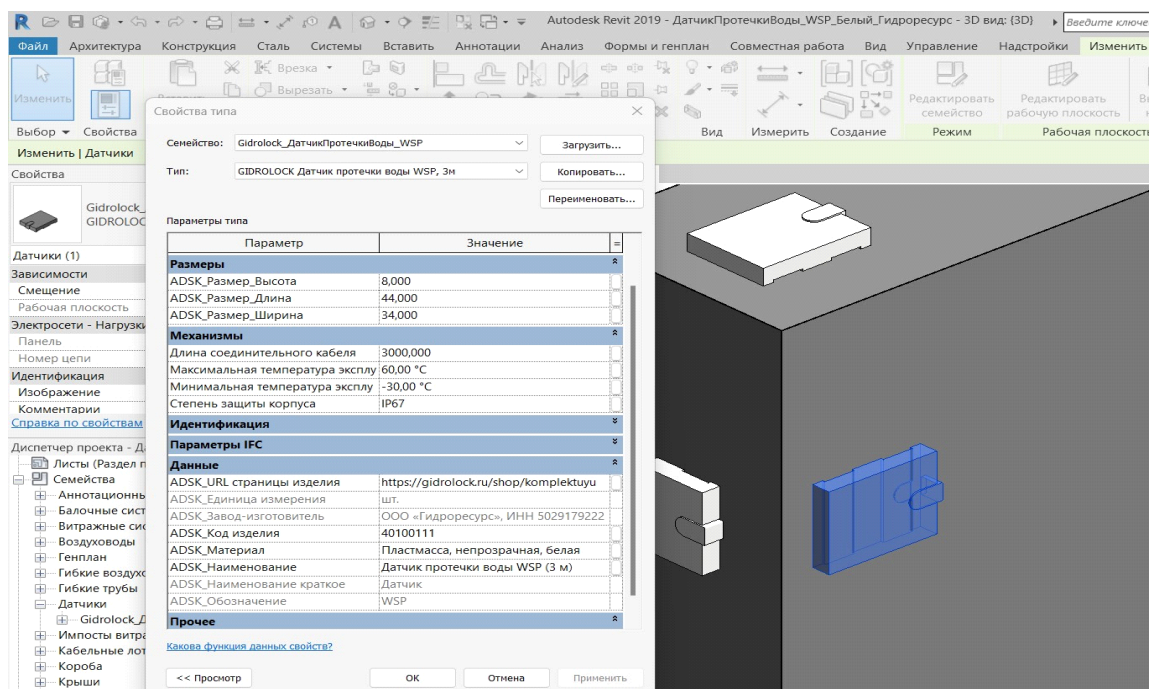 Autodesk Revit 2019 - ДатчикПротечкиВоды_WSP_Белый_Гидроресурс - 3D вид: {3D}
Введите ключе
Файл Архитектура Конструкция Сталь Системы Вставить Аннотации Анализ Формы и генплан Совместная работа Вид Управление Надстройки Изменить
Изменить
Врезка
Вырезать
Редактировать семейство
Редактировать рабочую плоскость
Выбор Свойства Вид Измерить Создание Режим Рабочая плоскость
Изменить | Датчики
Свойства
Gidrolock_
GIDROLOC
Датчики (1)
Зависимости
Смещение
Рабочая плоскость
Электросети - Нагрузки
Панель
Номер цепи
Идентификация
Изображение
Комментарии
Справка по свойствам
Диспетчер проекта - Д
Листы (Раздел п
Семейства
Аннотационнь
Балочные сист
Витражные сис
Воздуховоды
Генплан
Гибкие воздухо
Гибкие трубы
Датчики
Gidrolock_Д
Импосты витра
Кабельные лот
Короба
Крыши
Свойства типа
Семейство: Gidrolock_ДатчикПротечкиВоды_WSP Загрузить...
Тип: GIDROLOCK Датчик протечки воды WSP, 3м Копировать...
Переименовать...
Параметры типа
Параметр Значение =
Размеры
ADSK_Размер_Высота 8,000
ADSK_Размер_Длина 44,000
ADSK_Размер_Ширина 34,000
Механизмы
Длина соединительного кабеля 3000,000
Максимальная температура эксплу 60,00 °C
Минимальная температура эксплу -30,00 °C
Степень защиты корпуса IP67
Идентификация
Параметры IFC
Данные
ADSK_URL страницы изделия https://gidrolock.ru/shop/komplektuyu
ADSK_Единица измерения шт.
ADSK_Завод-изготовитель ООО «Гидроресурс», ИНН 5029179222
ADSK_Код изделия 40100111
ADSK_Материал Пластмасса, непрозрачная, белая
ADSK_Наименование Датчик протечки воды WSP (3 м)
ADSK_Наименование краткое Датчик
ADSK_Обозначение WSP
Прочее
Какова функция данных свойств?
<< Просмотр ОК Отмена Применить